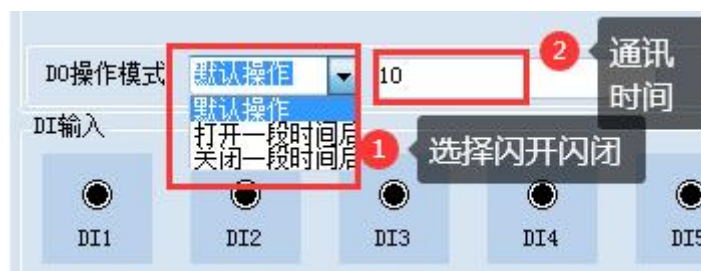 DO操作模式
默认操作
10
2
通讯
时间
默认操作
打开一段时间后
关闭一段时间后
1
选择闪开闪闭
DI输入
DI1
DI2
DI3
DI4
DI5